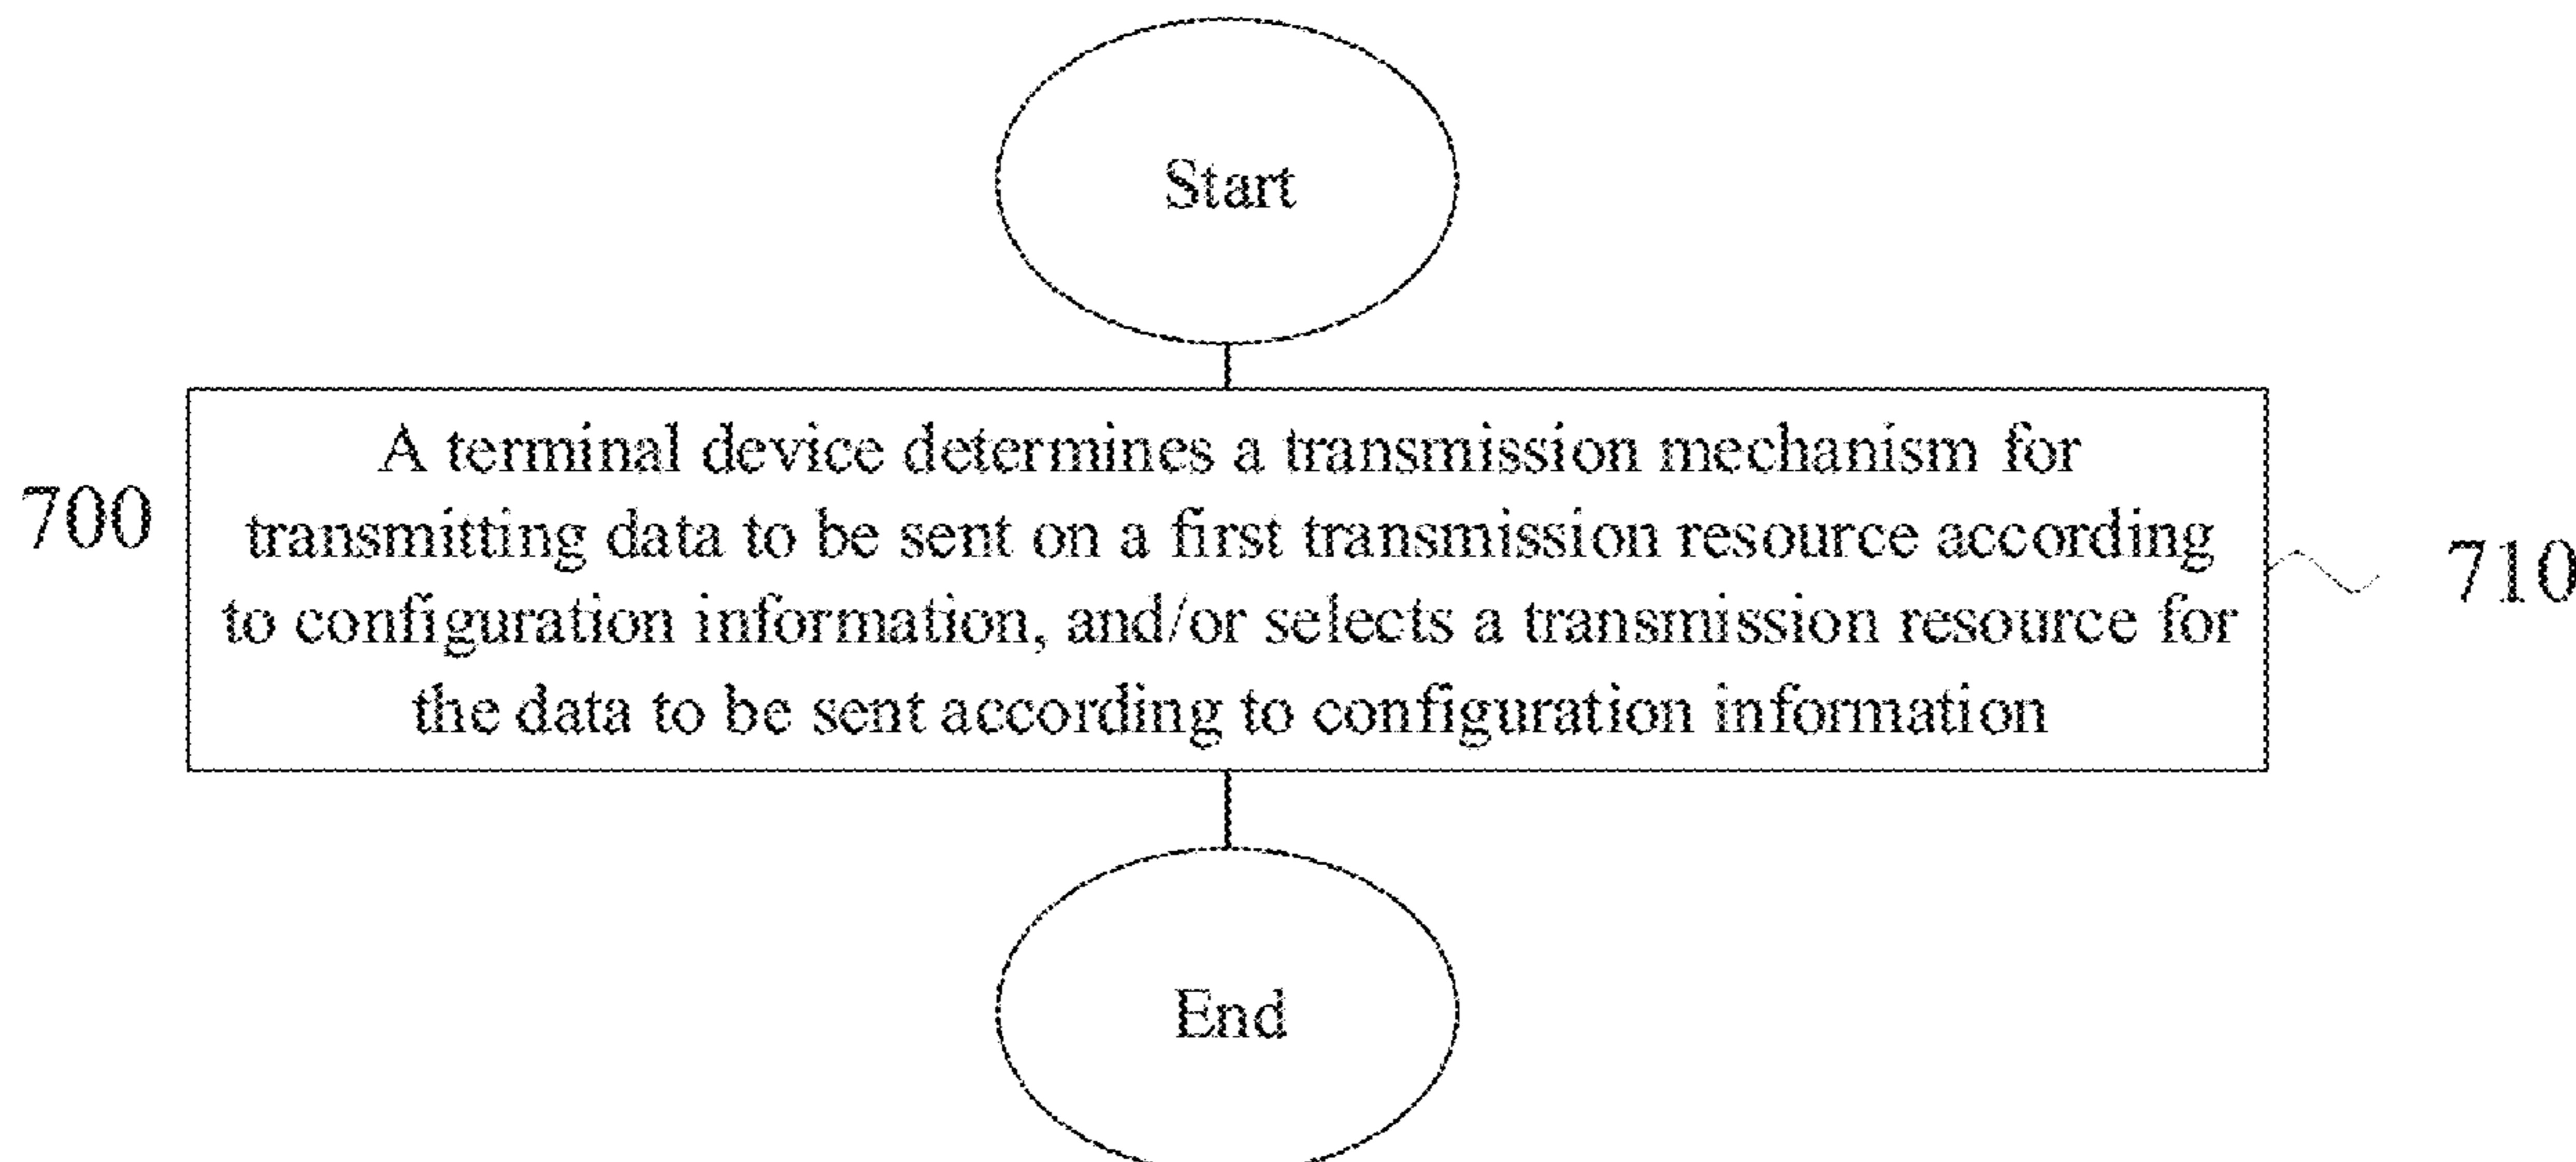 Start
700
A terminal device determines a transmission mechanism for
transmitting data to be sent on a first transmission resource according
to configuration information, and/or selects a transmission resource for
the data to be sent according to configuration information
710
End